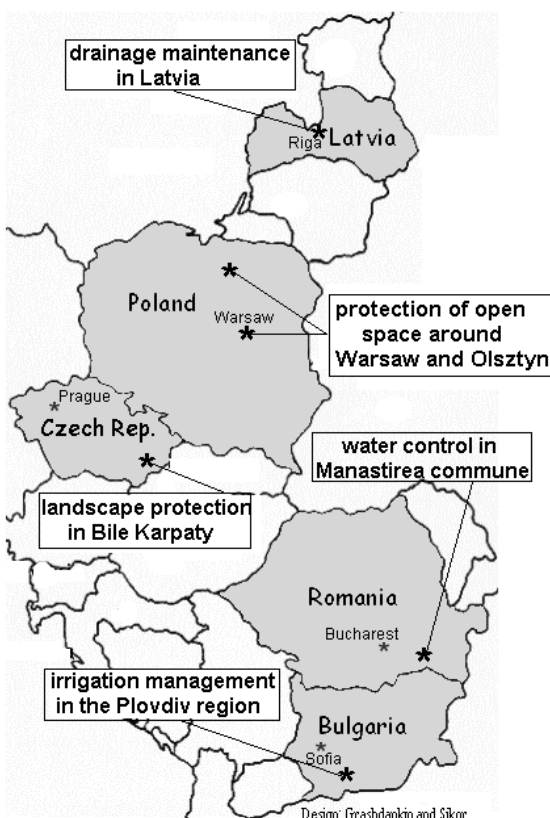 drainage maintenance
in Latvia
Riga
Latvia
Poland
Warsaw
protection of open
space around
Warsaw and Olsztyn
Prague
Czech Rep.
water control in
Manastirea commune
landscape protection
in Bile Karpaty
Romania
Bucharest
irrigation management
in the Plovdiv region
Bulgaria
Sofia
Design: and Sikor